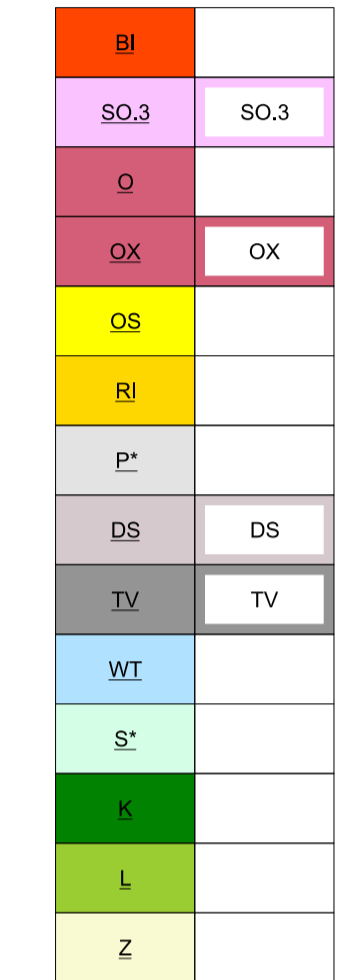 BI
SO.3 SO.3
O
OX OX
OS
RI
P*
DS DS
TV TV
WT
S*
K
L
Z